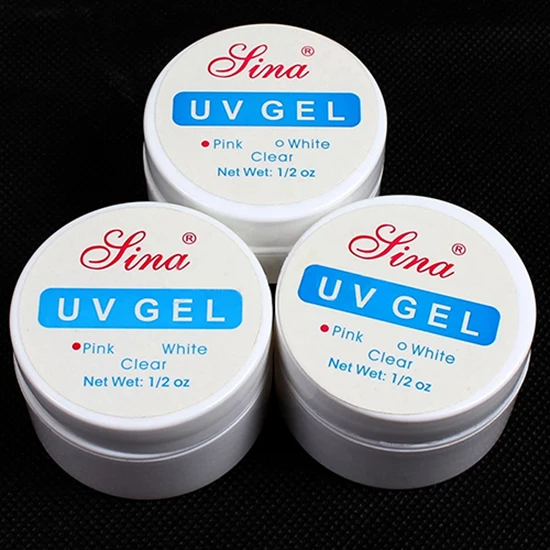 Sina®
UV GEL
Pink White
Clear
Net Wet: 1/2 oz
Sina®
UV GEL
Pink White
Clear
Net Wet: 1/2 oz
Sina®
UV GEL
Pink White
Clear
Net Wet: 1/2 oz